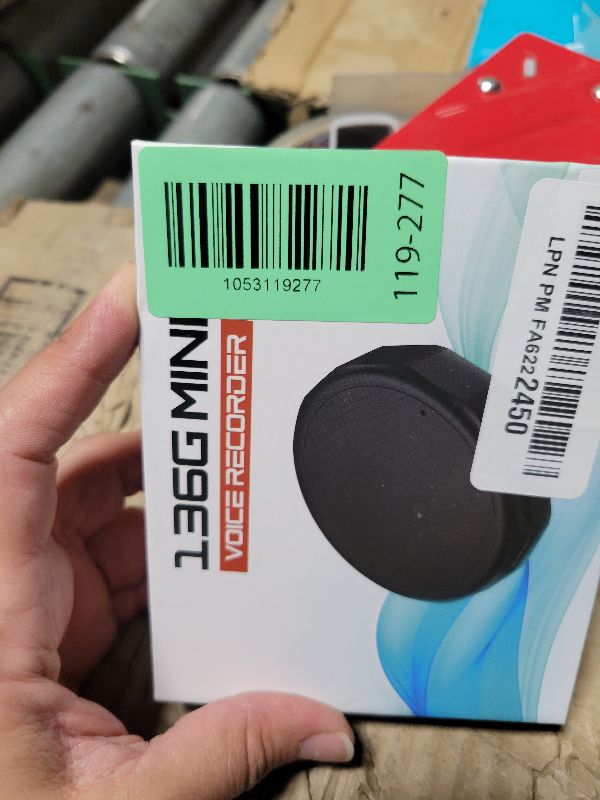 1053119277
119-277
LPN PM FA6222450
136G MINI
VOICE RECORDER